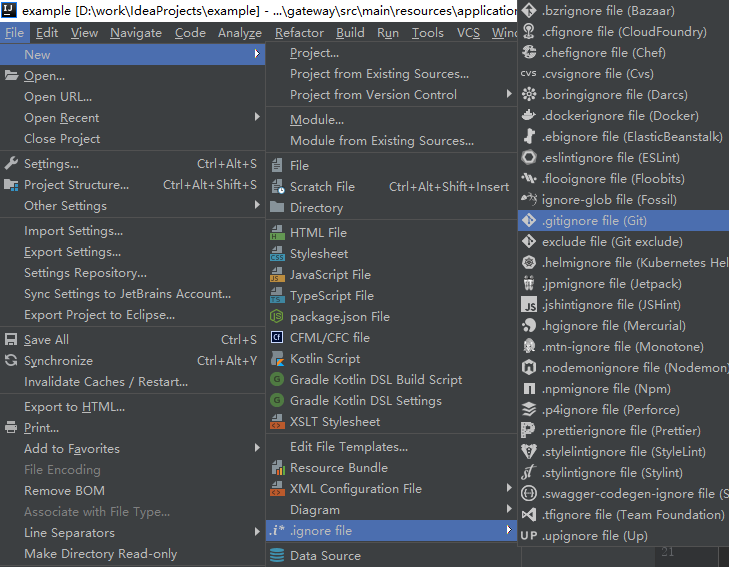 example [D:\work\IdeaProjects\example] - ...\gateway\src\main\resources\application
File Edit View Navigate Code Analyze Refactor Build Run Tools VCS Wind
New
Open...
Open URL...
Open Recent
Close Project
Settings... Ctrl+Alt+S
Project Structure... Ctrl+Alt+Shift+S
Other Settings
Import Settings...
Export Settings...
Settings Repository...
Sync Settings to JetBrains Account...
Export Project to Eclipse...
Save All Ctrl+S
Synchronize Ctrl+Alt+Y
Invalidate Caches / Restart...
Export to HTML...
Print...
Add to Favorites
File Encoding
Remove BOM
Associate with File Type...
Line Separators
Make Directory Read-only
Project...
Project from Existing Sources...
Project from Version Control
Module...
Module from Existing Sources...
File
Scratch File Ctrl+Alt+Shift+Insert
Directory
HTML File
Stylesheet
JavaScript File
TypeScript File
package.json File
CFML/CFC file
Kotlin Script
Gradle Kotlin DSL Build Script
Gradle Kotlin DSL Settings
XSLT Stylesheet
Edit File Templates...
Resource Bundle
XML Configuration File
Diagram
.i* .ignore file
Data Source
.bzrignore file (Bazaar)
.cfignore file (CloudFoundry)
.chefignore file (Chef)
CVS .cvsignore file (Cvs)
.boringignore file (Darcs)
.dockerignore file (Docker)
.ebignore file (ElasticBeanstalk)
.eslintignore file (ESLint)
.flooignore file (Floobits)
ignore-glob file (Fossil)
.gitignore file (Git)
exclude file (Git exclude)
.helmignore file (Kubernetes Hel
.jpmignore file (Jetpack)
.jshintignore file (JSHint)
.hgignore file (Mercurial)
.mtn-ignore file (Monotone)
.nodemonignore file (Nodemon)
.npmignore file (Npm)
.p4ignore file (Perforce)
.prettierignore file (Prettier)
.stylelintignore file (StyleLint)
.stylintignore file (Stylint)
.swagger-codegen-ignore file (S
.tfignore file (Team Foundation)
.upignore file (Up)
21